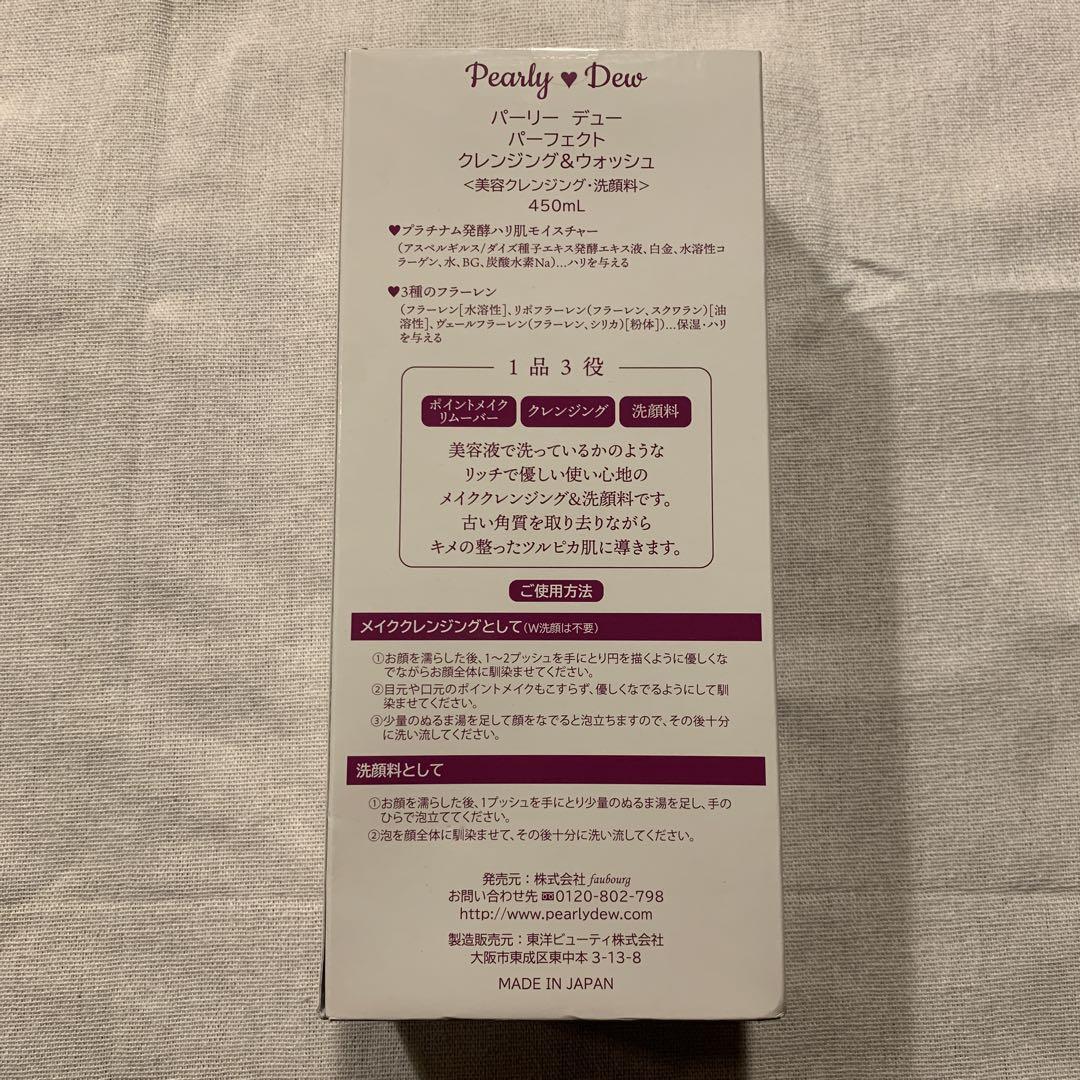 Pearly ♥ Dew
パーリー デュー
パーフェクト
クレンジング&ウォッシュ
<美容クレンジング・洗顔料>
450mL
♥プラチナム発酵ハリ肌モイスチャー
(アスペルギルス/ダイズ種子エキス発酵エキス液、白金、水溶性コ
ラーゲン、水、BG、炭酸水素Na)…ハリを与える
♥3種のフラーレン
(フラーレン[水溶性]、リポフラーレン(フラーレン、スクワラン)[油
溶性]、ヴェールフラーレン(フラーレン、シリカ)[粉体])…保湿・ハリ
を与える
1品3役
ポイントメイク
リムーバー
クレンジング
洗顔料
美容液で洗っているかのような
リッチで優しい使い心地の
メイククレンジング&洗顔料です。
古い角質を取り去りながら
キメの整ったツルピカ肌に導きます。
ご使用方法
メイククレンジングとして(W洗顔は不要)
①お顔を濡らした後、1〜2プッシュを手にとり円を描くように優しくな
でながらお顔全体に馴染ませてください。
②目元や口元のポイントメイクもこすらず、優しくなでるようにして馴
染ませてください。
③少量のぬるま湯を足して顔をなでると泡立ちますので、その後十分
に洗い流してください。
洗顔料として
①お顔を濡らした後、1プッシュを手にとり少量のぬるま湯を足し、手の
ひらで泡立ててください。
②泡を顔全体に馴染ませて、その後十分に洗い流してください。
発売元:株式会社 faubourg
お問い合わせ先 0120-802-798
http://www.pearlydew.com
製造販売元:東洋ビューティ株式会社
大阪市東成区東中本 3-13-8
MADE IN JAPAN